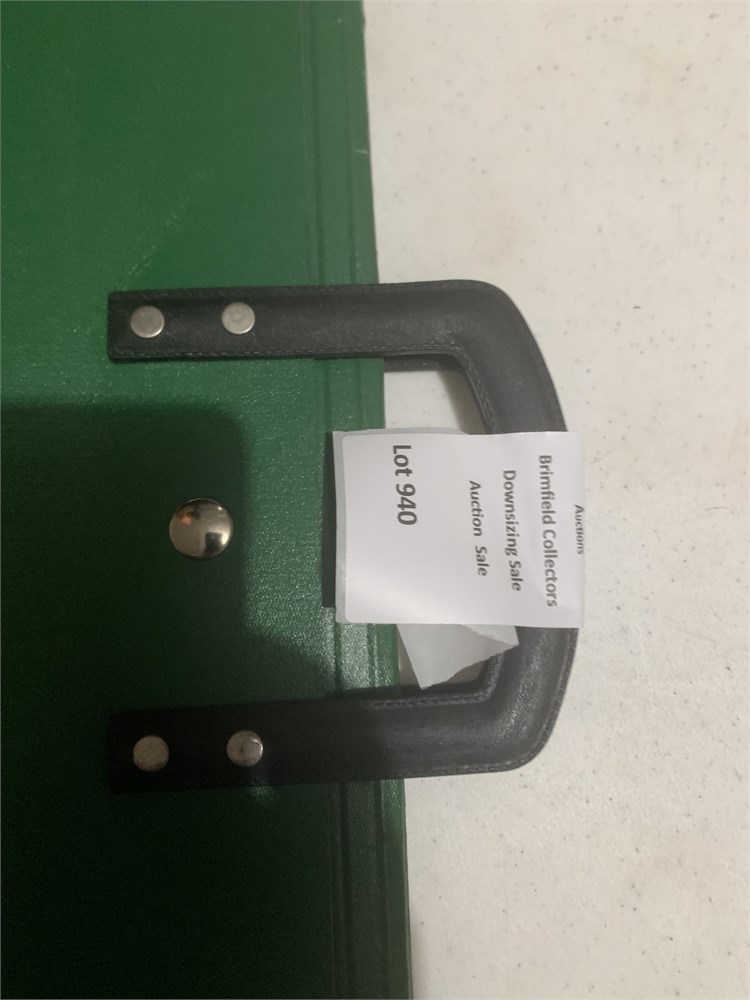 Auctions
Brimfield Collectors
Downsizing Sale
Auction Sale
Lot 940